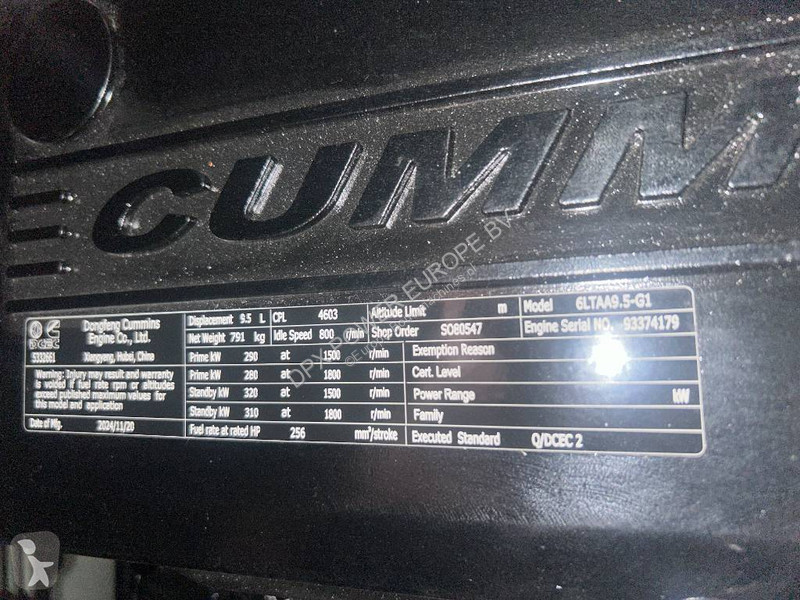 CUMM
DCEC
5332661
Dongfeng Cummins
Engine Co., Ltd.
Xiangyang, Hubei, China
Warning: Injury may result and warranty
is voided if fuel rate rpm or altitudes
exceed published maximum values for
this model and application
Date of Mfg. 2024/11/20
Displacement 9.5 L CPL 4603 Altitude Limit m Model 6LTAA9.5-G1
Net Weight 791 kg Idle Speed 800 r/min Shop Order SO80547 Engine Serial NO. 93374179
Prime kW 290 at 1500 r/min Exemption Reason
Prime kW 280 at 1800 r/min Cert. Level
Standby kW 320 at 1500 r/min Power Range kW
Standby kW 310 at 1800 r/min Family
Fuel rate at rated HP 256 mm³/stroke Executed Standard Q/DCEC 2
DPX POWER EUROPE BV